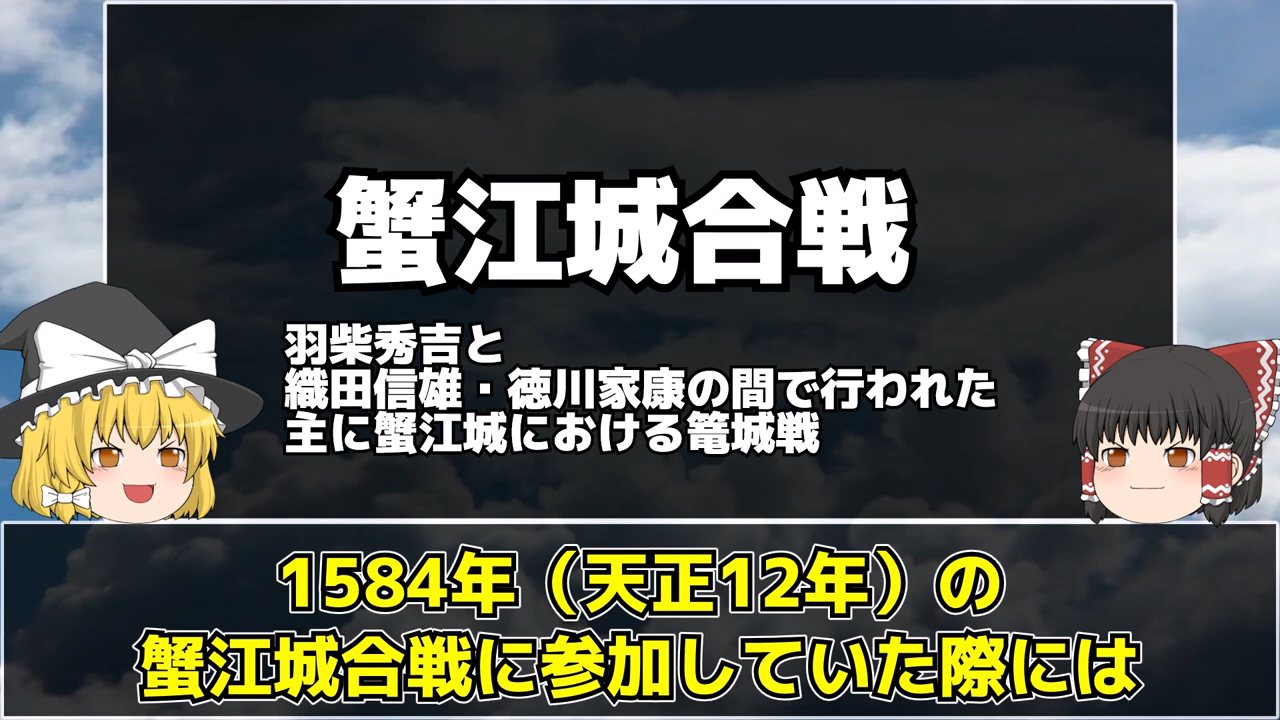 蟹江城合戦
羽柴秀吉と
織田信雄・徳川家康の間で行われた
主に蟹江城における篭城戦
1584年（天正12年）の
蟹江城合戦に参加していた際には